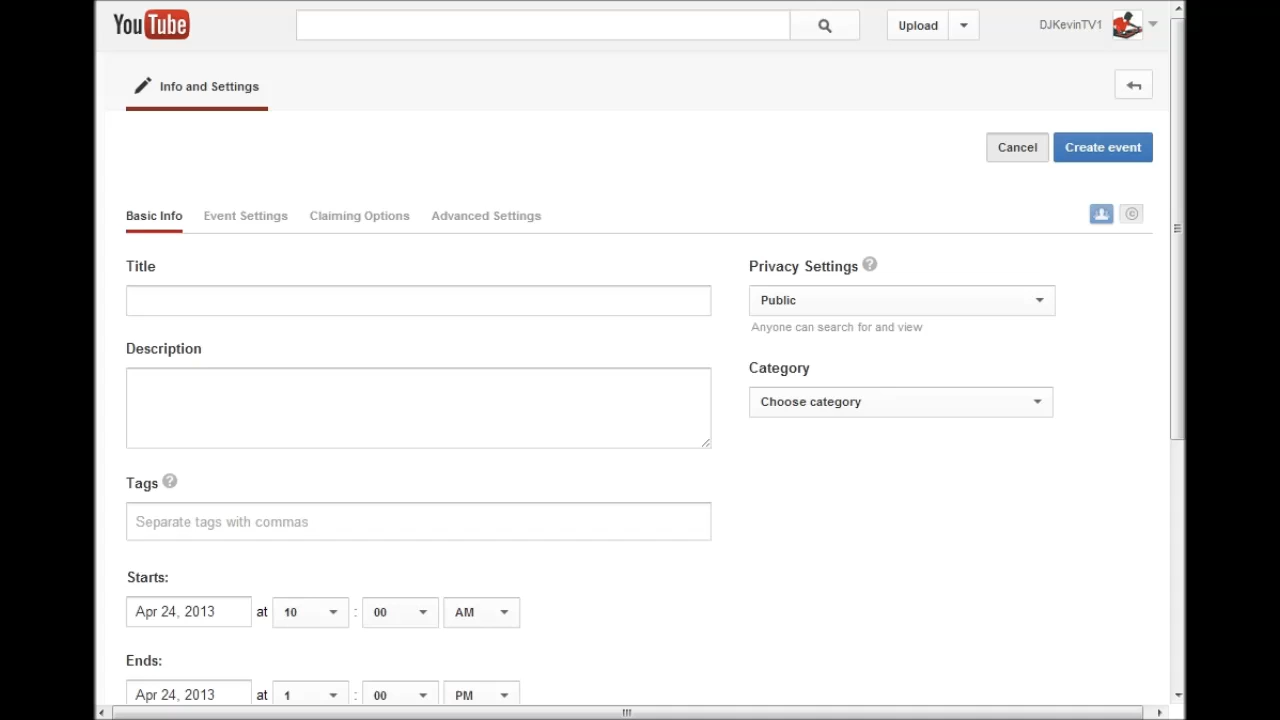 YouTube
Upload
DJKevinTV1
Info and Settings
Cancel
Create event
Basic Info Event Settings Claiming Options Advanced Settings
Title
Privacy Settings ?
Public
Anyone can search for and view
Description
Category
Choose category
Tags ?
Separate tags with commas
Starts:
Apr 24, 2013 at 10 : 00 AM
Ends:
Apr 24, 2013 at 1 : 00 PM